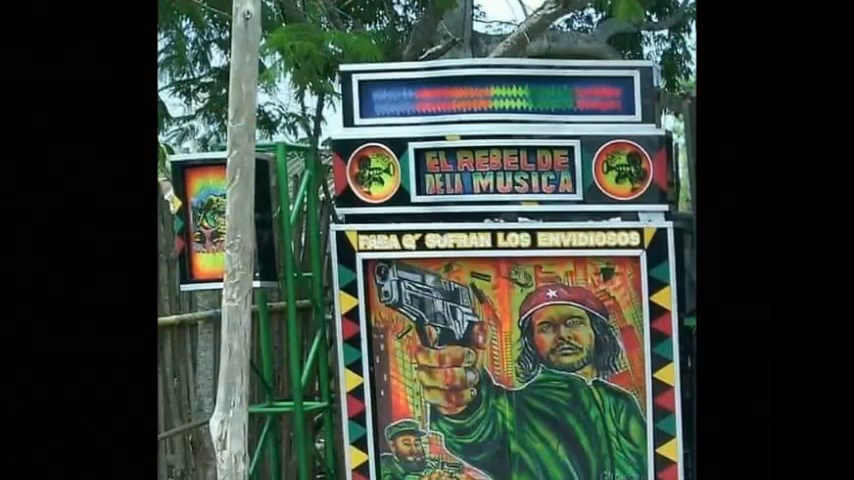 EL REBELDE
DE LA MUSICA
PARA Q' SUFRAN LOS ENVIDIOSOS